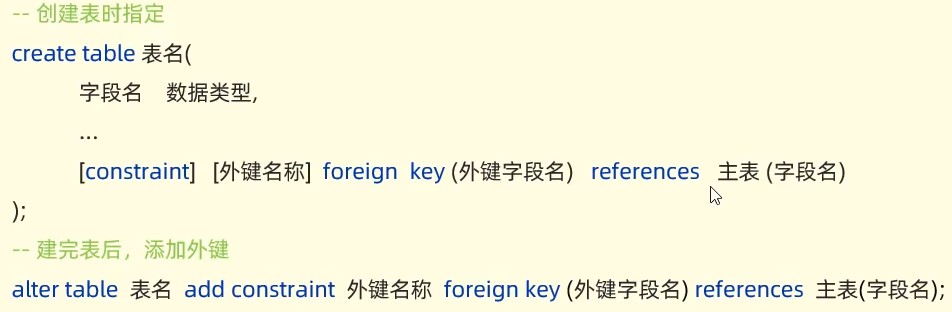 -- 创建表时指定
create table 表名(
字段名 数据类型,
...
[constraint] [外键名称] foreign key (外键字段名) references 主表 (字段名)
);
-- 建完表后，添加外键
alter table 表名 add constraint 外键名称 foreign key (外键字段名) references 主表(字段名);